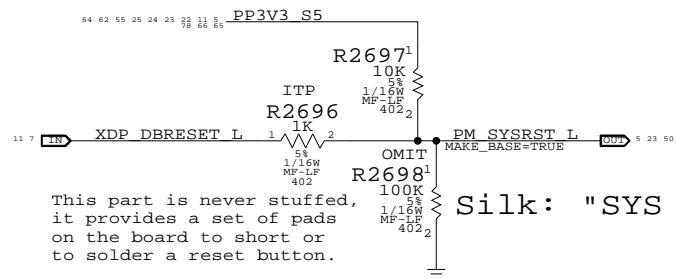 64 62 55 25 24 23 22 11 5
78 66 65
PP3V3_S5
R2697
1
10K
5%
1/16W
MF-LF
402
2
ITP
R2696
1K
1
2
5%
1/16W
MF-LF
402
11 7
IN
XDP_DBRESET_L
PM_SYSRST_L
MAKE_BASE=TRUE
OUT
5 23 50
OMIT
R2698
1
100K
5%
1/16W
MF-LF
402
2
Silk: "SYS
This part is never stuffed,
it provides a set of pads
on the board to short or
to solder a reset button.